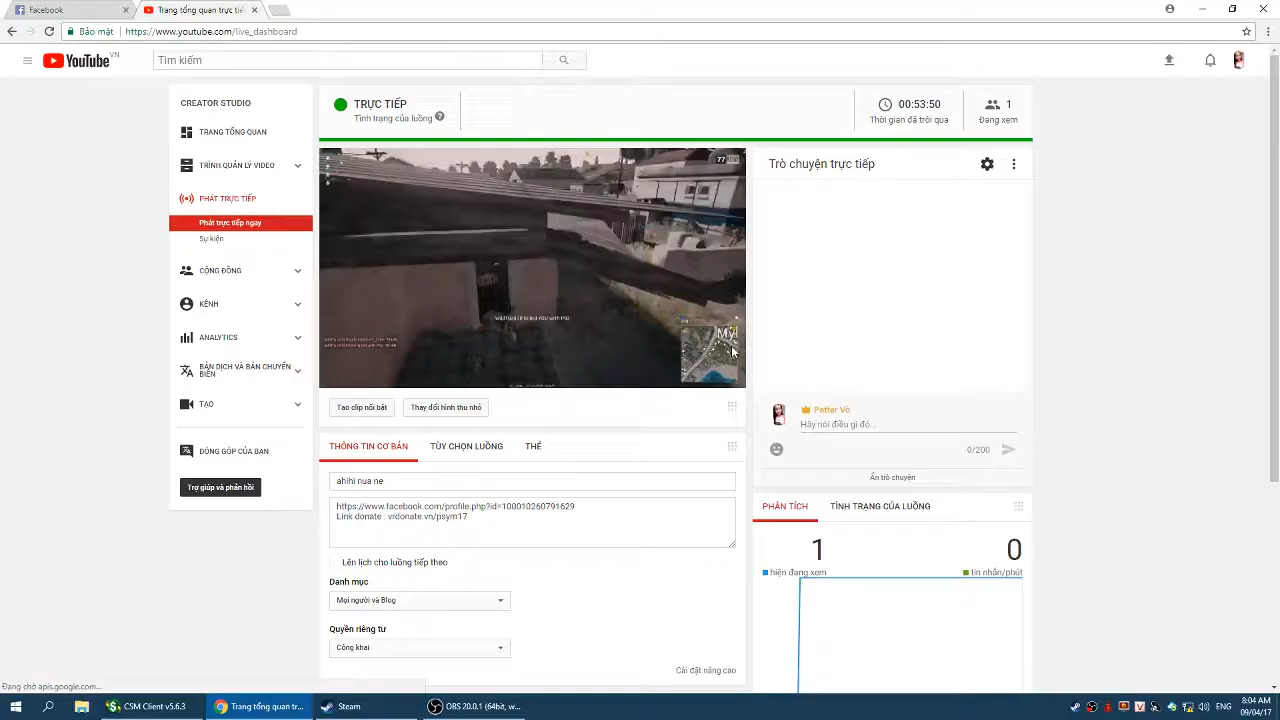 Facebook
Trang tổng quan trực tiế
Bảo mật
https://www.youtube.com/live_dashboard
YouTube VN
Tìm kiếm
CREATOR STUDIO
TRANG TỔNG QUAN
TRÌNH QUẢN LÝ VIDEO
PHÁT TRỰC TIẾP
Phát trực tiếp ngay
Sự kiện
CỘNG ĐỒNG
KÊNH
ANALYTICS
BẢN DỊCH VÀ BẢN CHUYỂN BIÊN
TẠO
ĐÓNG GÓP CỦA BẠN
Trợ giúp và phản hồi
TRỰC TIẾP
Tình trạng của luồng
00:53:50
Thời gian đã trôi qua
1
Đang xem
77
Mỹ
Tạo clip nổi bật
Thay đổi hình thu nhỏ
THÔNG TIN CƠ BẢN
TÙY CHỌN LUỒNG
THẺ
ahihi nua ne
https://www.facebook.com/profile.php?id=100010260791629
Link donate : vrdonate.vn/psym17
Lên lịch cho luồng tiếp theo
Danh mục
Mọi người và Blog
Quyền riêng tư
Công khai
Cài đặt nâng cao
Trò chuyện trực tiếp
Petter Võ
Hãy nói điều gì đó...
0/200
Ẩn trò chuyện
PHÂN TÍCH
TÌNH TRẠNG CỦA LUỒNG
1
0
hiện đang xem
tin nhắn/phút
Đang chờ apis.google.com...
CSM Client v5.6.3
Trang tổng quan tr...
Steam
OBS 20.0.1 (64bit, w...
ENG
8:04 AM
09/04/17